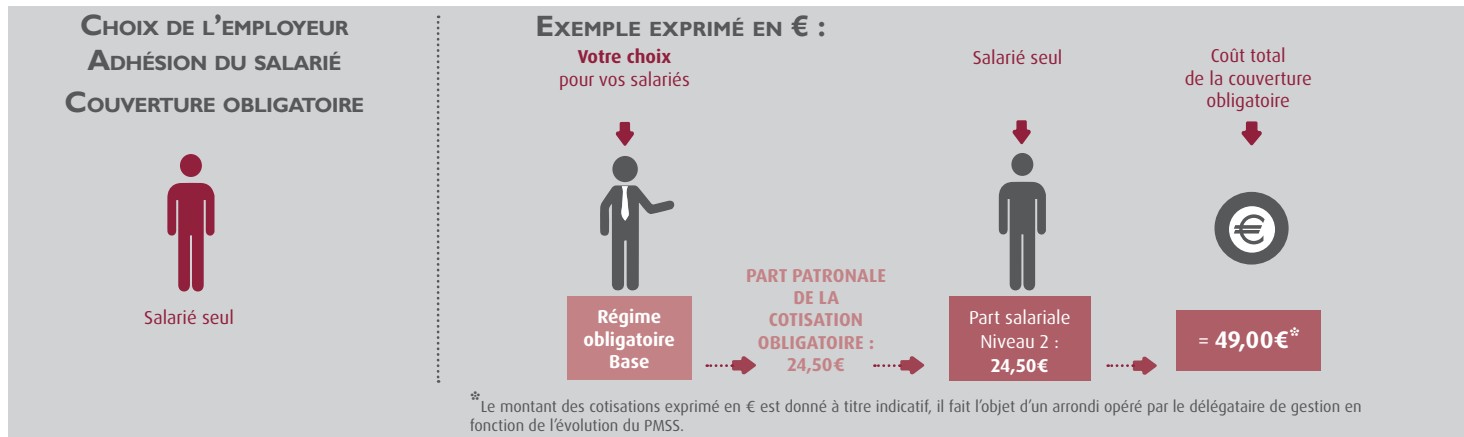 CHOIX DE L'EMPLOYEUR
ADHÉSION DU SALARIÉ
COUVERTURE OBLIGATOIRE
Salarié seul
EXEMPLE EXPRIMÉ EN € :
Votre choix
pour vos salariés
Salarié seul
Coût total
de la couverture
obligatoire
€
Régime
obligatoire
Base
PART PATRONALE
DE LA
COTISATION
OBLIGATOIRE :
24,50€
Part salariale
Niveau 2 :
24,50€
= 49,00€*
*Le montant des cotisations exprimé en € est donné à titre indicatif, il fait l'objet d'un arrondi opéré par le délégataire de gestion en
fonction de l'évolution du PMSS.